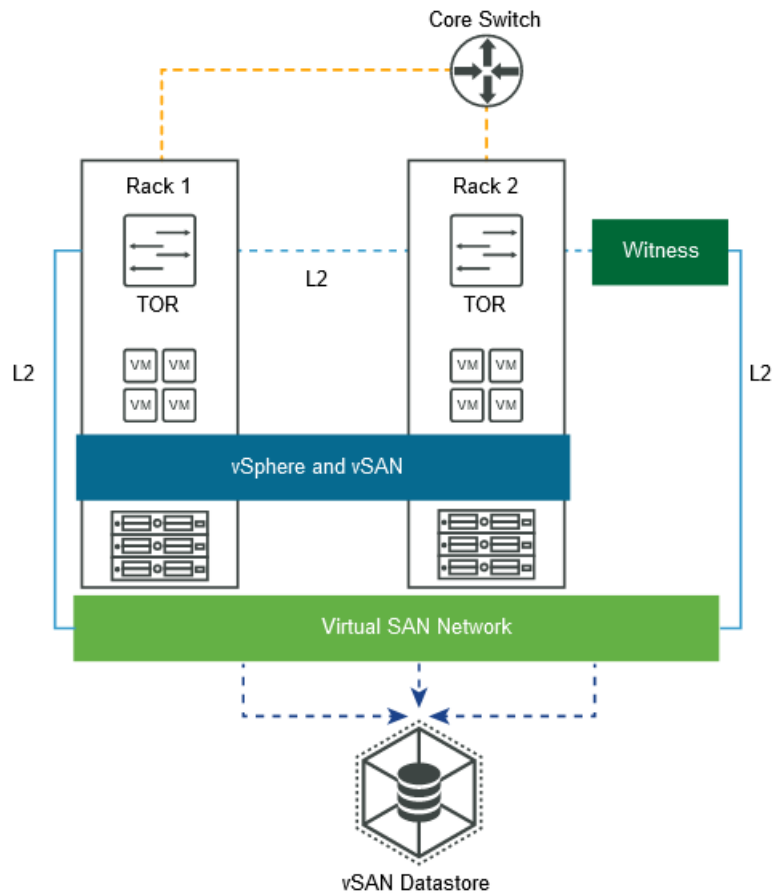 Core Switch
Rack 1
Rack 2
Witness
TOR
L2
TOR
VM VM
VM VM
VM VM
VM VM
L2
L2
vSphere and vSAN
Virtual SAN Network
vSAN Datastore